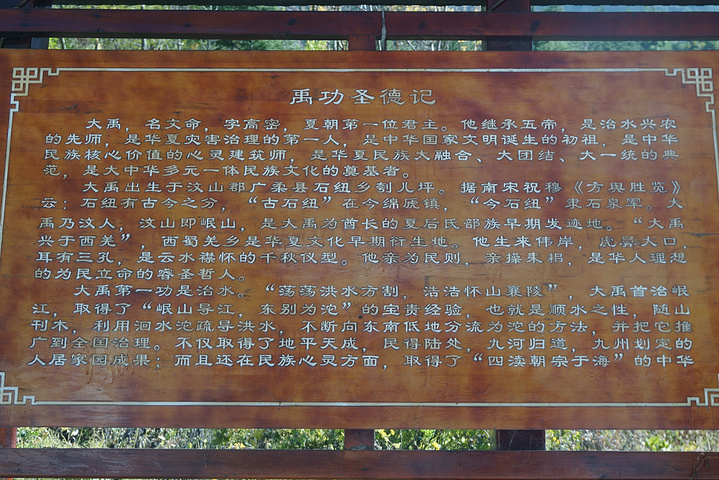 禹功圣德记
大禹，名文命，字高密，夏朝第一位君主。他继承五帝，是治水兴农
的先师，是华夏灾害治理的第一人，是中华国家文明诞生的初祖，是中华
民族核心价值的心灵建筑师，是华夏民族大融合、大团结、大一统的典
范，是大中华多元一体民族文化的奠基者。
大禹出生于汶山郡广柔县石纽乡刳儿坪。据南宋祝穆《方舆胜览》
云：石纽有古今之分，“古石纽”在今绵虒镇，“今石纽”隶石泉军。大
禹乃汶人，汶山即岷山，是大禹为酋长的夏后氏部族早期发迹地。“大禹
兴于西羌”，西蜀羌乡是华夏文化早期衍生地。他生来伟岸，虎鼻大口，
耳有三孔，是云水襟怀的千秋仪型。他亲为民则，亲操耒耜，是华人理想
的为民立命的睿圣哲人。
大禹第一功是治水。“荡荡洪水方割，浩浩怀山襄陵”，大禹首治岷
江，取得了“岷山导江，东别为沱”的宝贵经验，也就是顺水之性，随山
刊木，利用洄水沱疏导洪水，不断向东南低地分流为沱的方法，并把它推
广到全国治理。不仅取得了地平天成，民得陆处，九河归道，九州划定的
人居家园成果；而且还在民族心灵方面，取得了“四渎朝宗于海”的中华